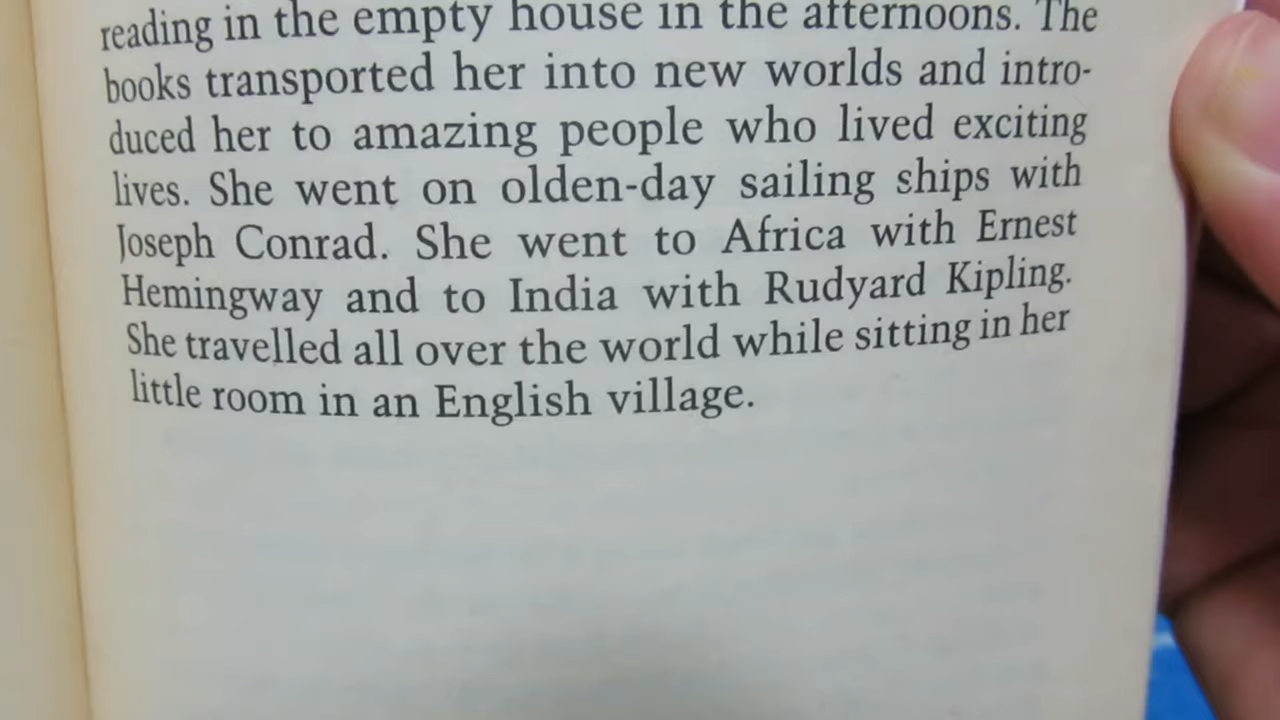 reading in the empty house in the afternoons. The
books transported her into new worlds and intro-
duced her to amazing people who lived exciting
lives. She went on olden-day sailing ships with
Joseph Conrad. She went to Africa with Ernest
Hemingway and to India with Rudyard Kipling.
She travelled all over the world while sitting in her
little room in an English village.